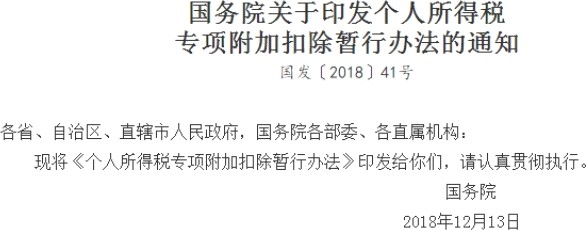 国务院关于印发个人所得税
专项附加扣除暂行办法的通知
国发〔2018〕41号
各省、自治区、直辖市人民政府，国务院各部委、各直属机构：
现将《个人所得税专项附加扣除暂行办法》印发给你们，请认真贯彻执行。
国务院
2018年12月13日